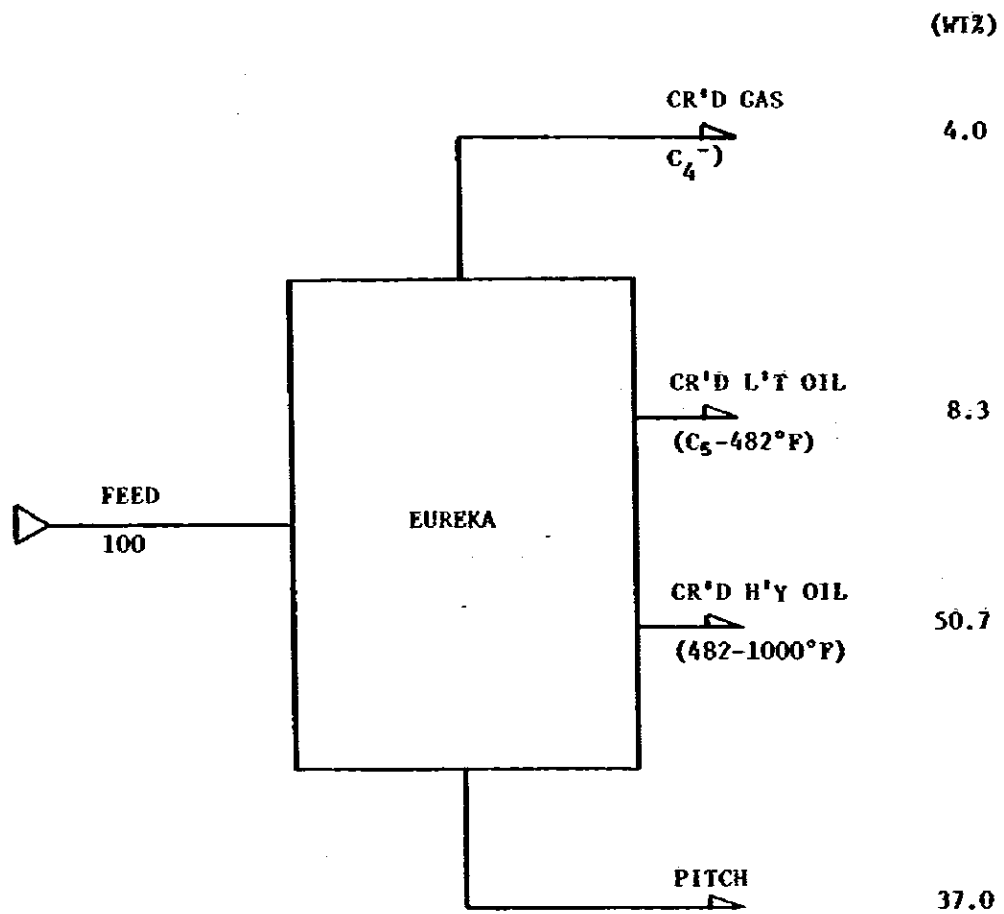 (WT%)
CR'D GAS
4.0
C₄⁻)
CR'D L'T OIL
8.3
(C₅-482°F)
FEED
100
EUREKA
CR'D H'Y OIL
50.7
(482-1000°F)
PITCH
37.0